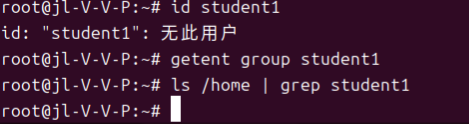 root@jl-V-V-P:~# id student1
id: "student1": 无此用户
root@jl-V-V-P:~# getent group student1
root@jl-V-V-P:~# ls /home | grep student1
root@jl-V-V-P:~#